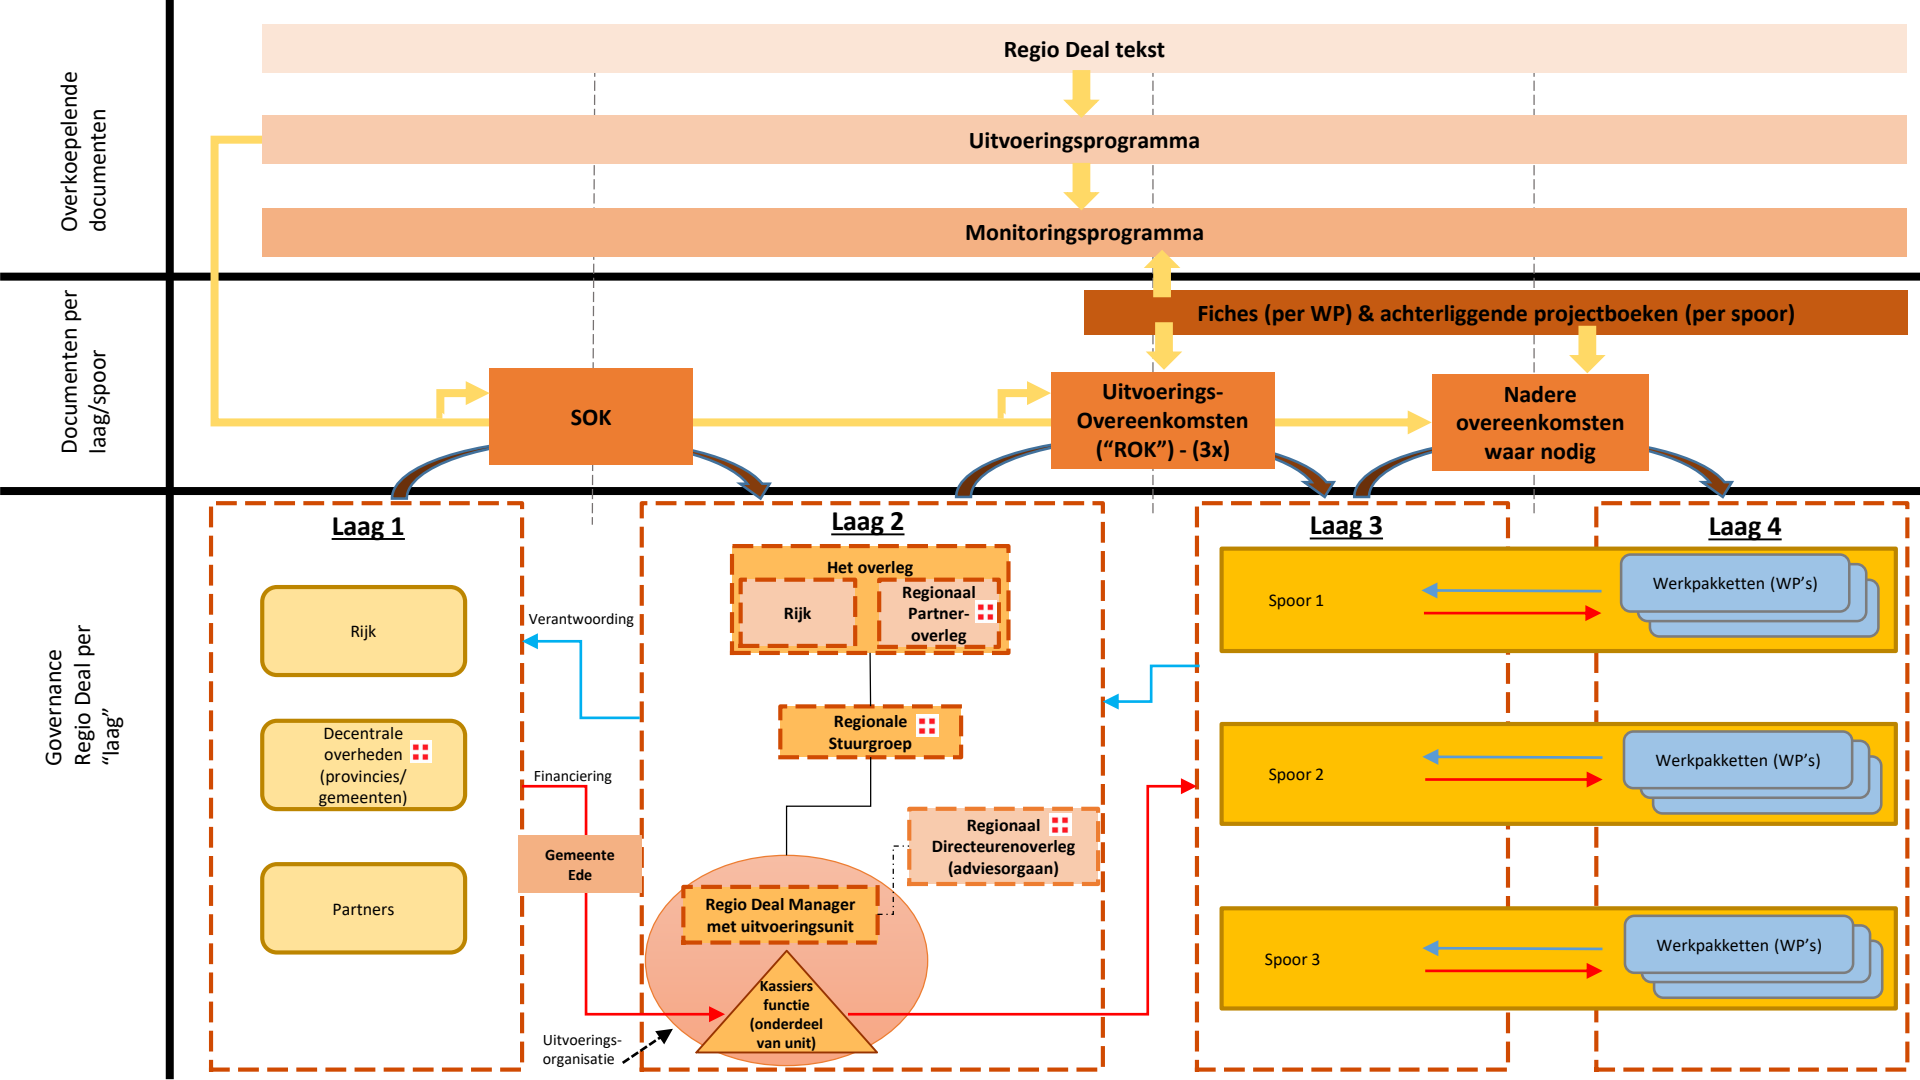 Overkoepelende
documenten
Regio Deal tekst
Uitvoeringsprogramma
Monitoringsprogramma
Documenten per
laag/spoor
Fiches (per WP) & achterliggende projectboeken (per spoor)
SOK
Uitvoerings-
Overeenkomsten
(“ROK”) - (3x)
Nadere
overeenkomsten
waar nodig
Governance
Regio Deal per
“laag”
Laag 1
Rijk
Decentrale
overheden
(provincies/
gemeenten)
Partners
Verantwoording
Financiering
Gemeente
Ede
Uitvoerings-
organisatie
Laag 2
Het overleg
Rijk
Regionaal
Partner-
overleg
Regionale
Stuurgroep
Regionaal
Directeurenoverleg
(adviesorgaan)
Regio Deal Manager
met uitvoeringsunit
Kassiers
functie
(onderdeel
van unit)
Laag 3
Laag 4
Spoor 1
Werkpakketten (WP’s)
Spoor 2
Werkpakketten (WP’s)
Spoor 3
Werkpakketten (WP’s)